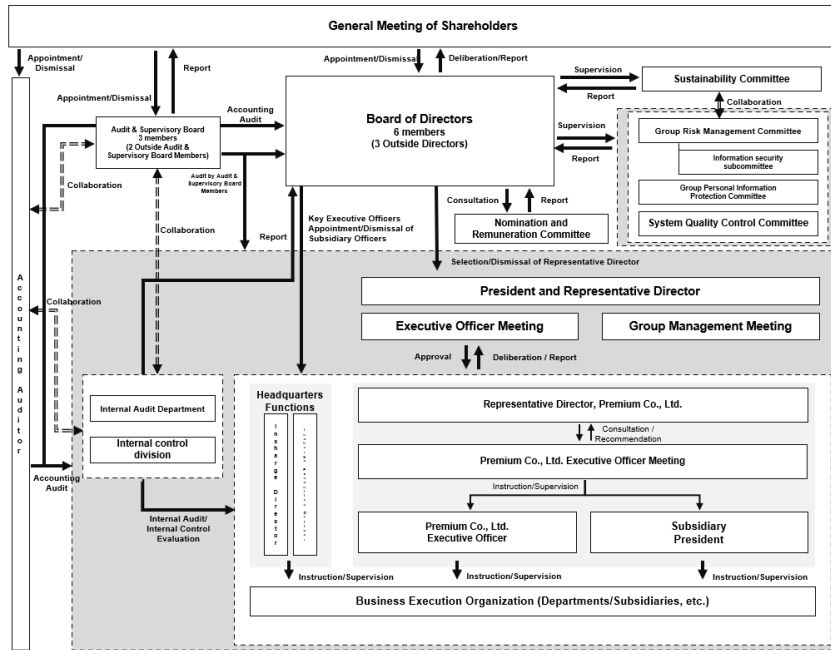 General Meeting of Shareholders
Appointment/
Dismissal
Report
Appointment/Dismissal
Appointment/Dismissal
Deliberation/Report
Supervision
Report
Sustainability Committee
Collaboration
Audit & Supervisory Board
3 members
(2 Outside Audit &
Supervisory Board Members)
Accounting
Audit
Board of Directors
6 members
(3 Outside Directors)
Supervision
Report
Group Risk Management Committee
Information security
subcommittee
Group Personal Information
Protection Committee
System Quality Control Committee
Collaboration
Audit by Audit &
Supervisory Board
Members
Consultation
Report
Nomination and
Remuneration Committee
Collaboration
Report
Key Executive Officers
Appointment/Dismissal of
Subsidiary Officers
Selection/Dismissal of Representative Director
President and Representative Director
Executive Officer Meeting
Group Management Meeting
Approval
Deliberation / Report
Accounting Auditor
Collaboration
Internal Audit Department
Internal control
division
Accounting
Audit
Internal Audit/
Internal Control
Evaluation
Headquarters
Functions
Incharge Director
Representative Director, Premium Co., Ltd.
Consultation /
Recommendation
Premium Co., Ltd. Executive Officer Meeting
Instruction/Supervision
Premium Co., Ltd.
Executive Officer
Subsidiary
President
Instruction/Supervision
Instruction/Supervision
Instruction/Supervision
Business Execution Organization (Departments/Subsidiaries, etc.)